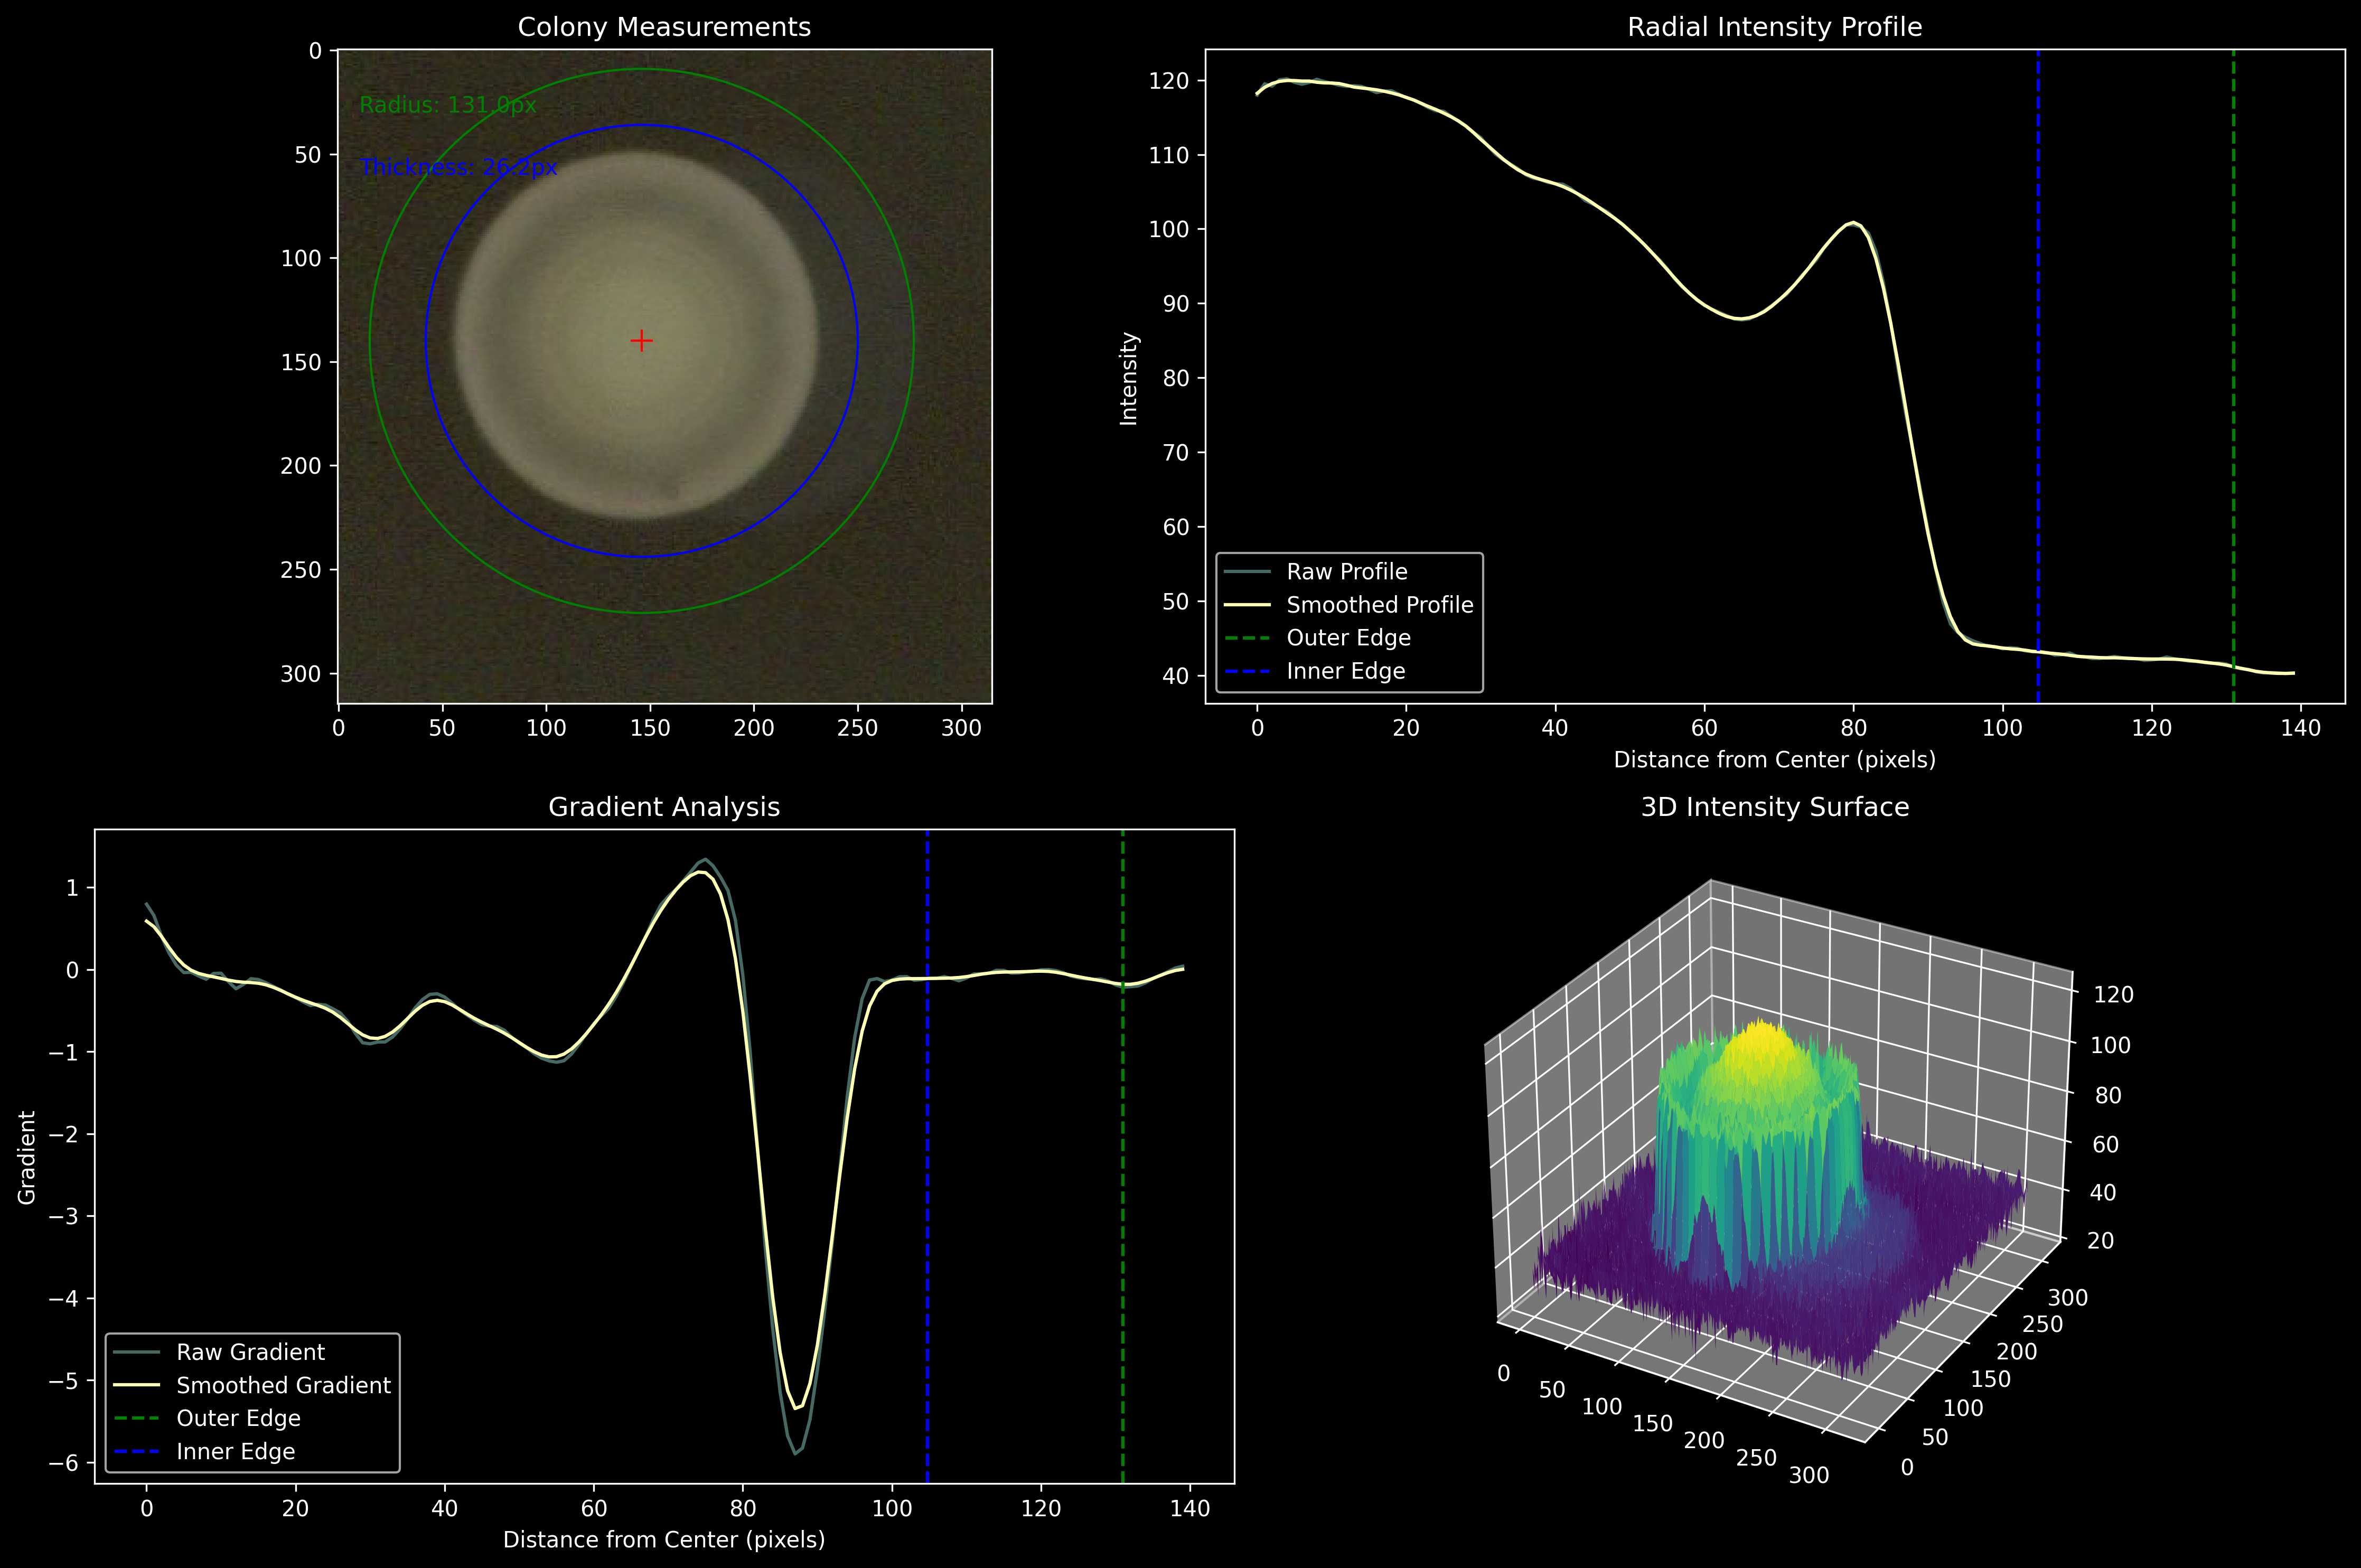 Colony Measurements
0
50
100
150
200
250
300
Radius: 131.0px
Thickness: 26.2px
0 50 100 150 200 250 300
Radial Intensity Profile
Intensity
120
110
100
90
80
70
60
50
40
Raw Profile
Smoothed Profile
Outer Edge
Inner Edge
0 20 40 60 80 100 120 140
Distance from Center (pixels)
Gradient Analysis
Gradient
1
0
−1
−2
−3
−4
−5
−6
Raw Gradient
Smoothed Gradient
Outer Edge
Inner Edge
0 20 40 60 80 100 120 140
Distance from Center (pixels)
3D Intensity Surface
120
100
80
60
40
20
300
250
200
150
100
50
0
0 50 100 150 200 250 300